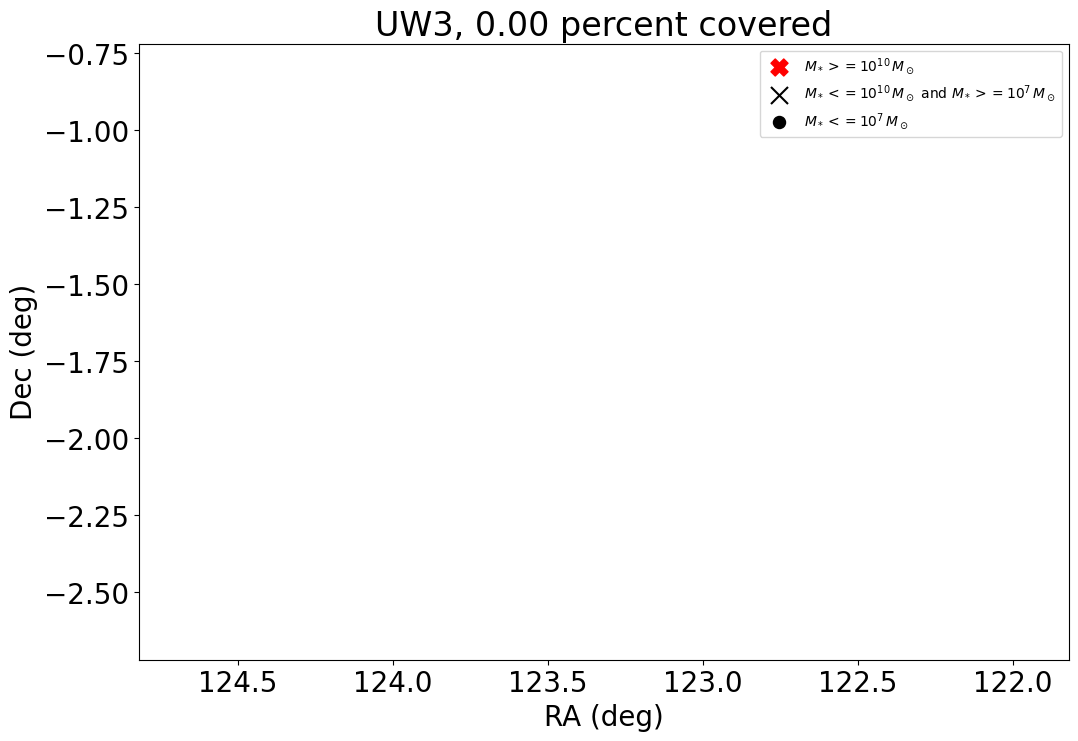 UW3, 0.00 percent covered
M* >= 10^10 M⊙
M* <= 10^10 M⊙ and M* >= 10^7 M⊙
M* <= 10^7 M⊙
−0.75
−1.00
−1.25
−1.50
−1.75
−2.00
−2.25
−2.50
Dec (deg)
124.5 124.0 123.5 123.0 122.5 122.0
RA (deg)